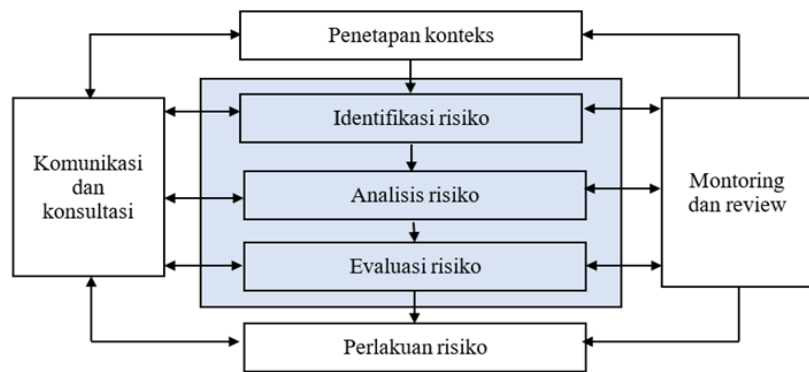 Penetapan konteks
Identifikasi risiko
Komunikasi
dan
konsultasi
Analisis risiko
Montoring
dan review
Evaluasi risiko
Perlakuan risiko